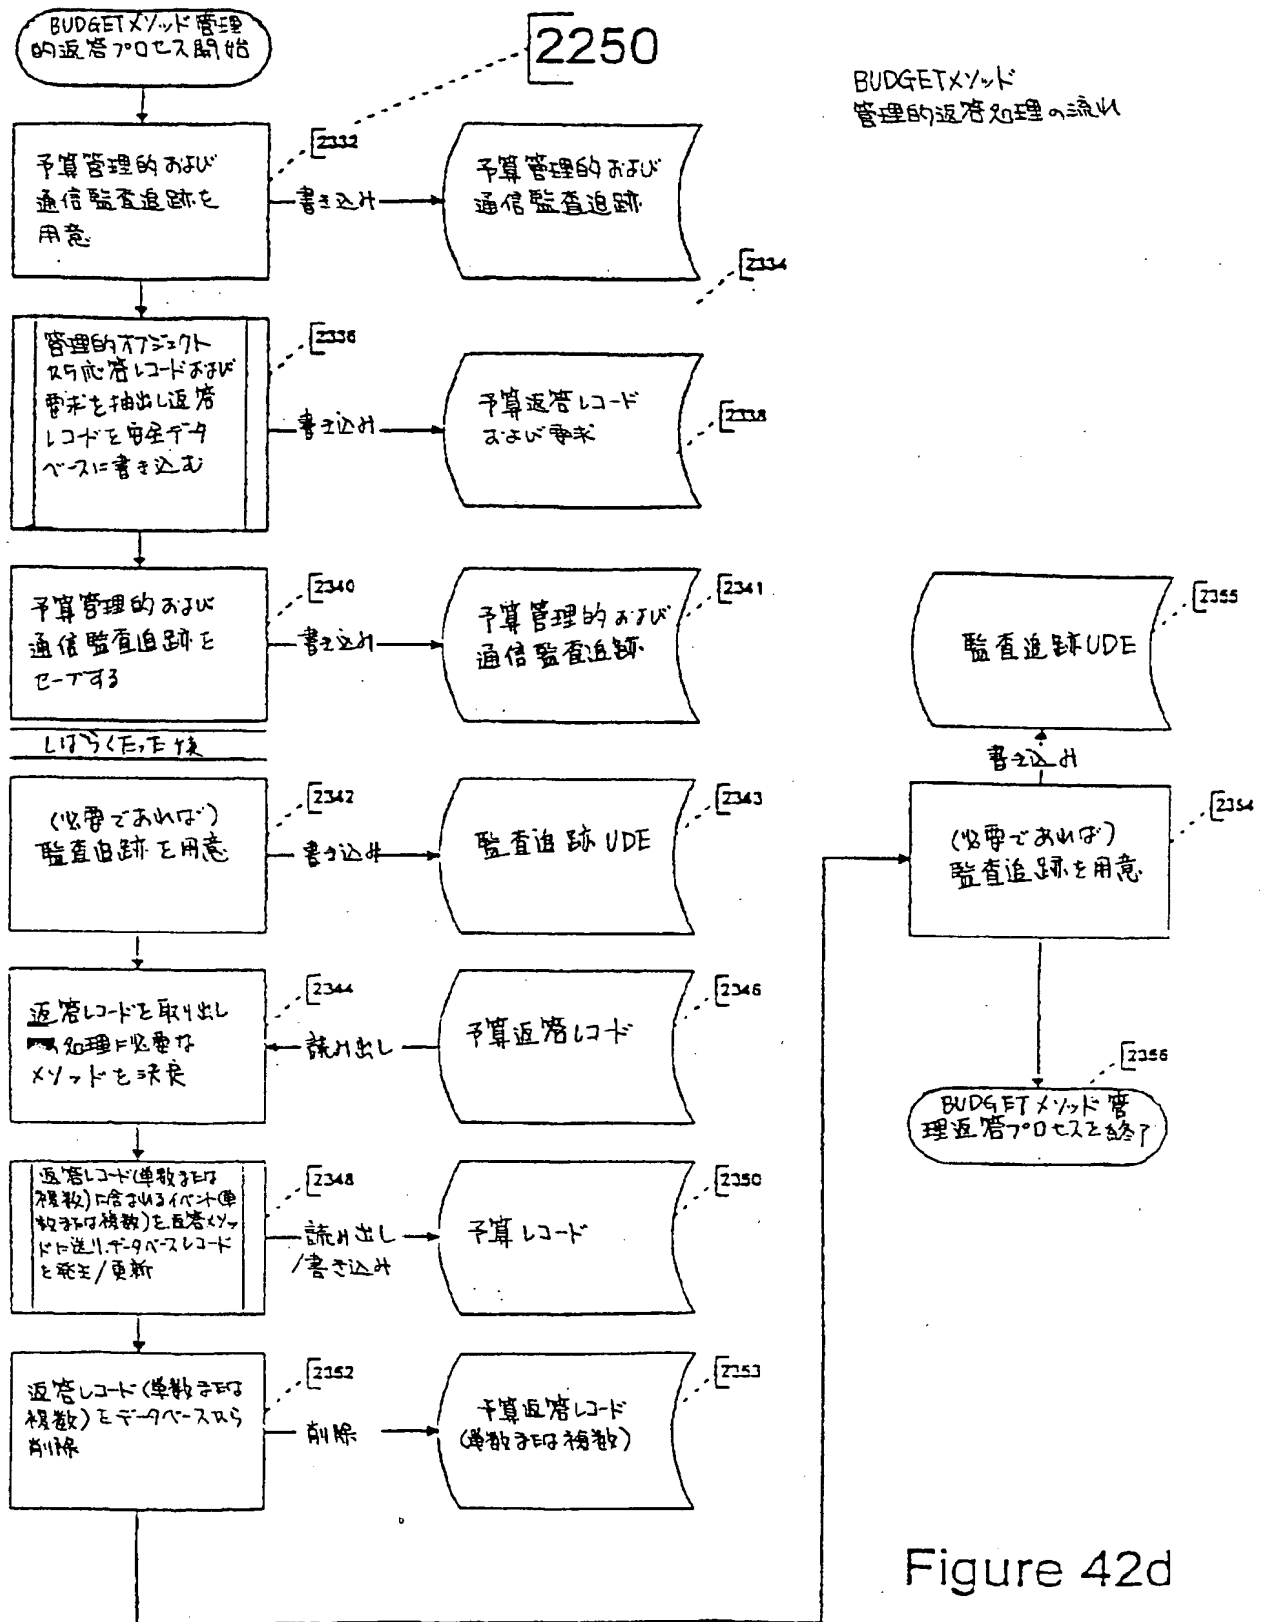 BUDGETメソッド管理
的返答プロセス開始
2250
BUDGETメソッド
管理的返答処理の流れ
予算管理的および
通信監査追跡を
用意
2332
書き込み
予算管理的および
通信監査追跡
2334
管理的オブジェクト
から応答レコードおよび
要求を抽出し返答
レコードを安全データ
ベースに書き込む
2336
書き込み
予算返答レコード
および要求
2338
予算管理的および
通信監査追跡を
セーブする
2340
書き込み
予算管理的および
通信監査追跡
2341
しばらくたった後
(必要であれば)
監査追跡を用意
2342
書き込み
監査追跡UDE
2343
返答レコードを取り出し
処理に必要な
メソッドを決定
2344
読み出し
予算返答レコード
2346
返答レコード(単数または
複数)に含まれるイベント(単
数または複数)を返答メソッ
ドに送り、データベースレコード
を発生/更新
2348
読み出し
/書き込み
予算レコード
2350
返答レコード(単数または
複数)をデータベースから
削除
2352
削除
予算返答レコード
(単数または複数)
2353
監査追跡UDE
2355
書き込み
(必要であれば)
監査追跡を用意
2354
2356
BUDGETメソッド管
理返答プロセスを終了
Figure 42d